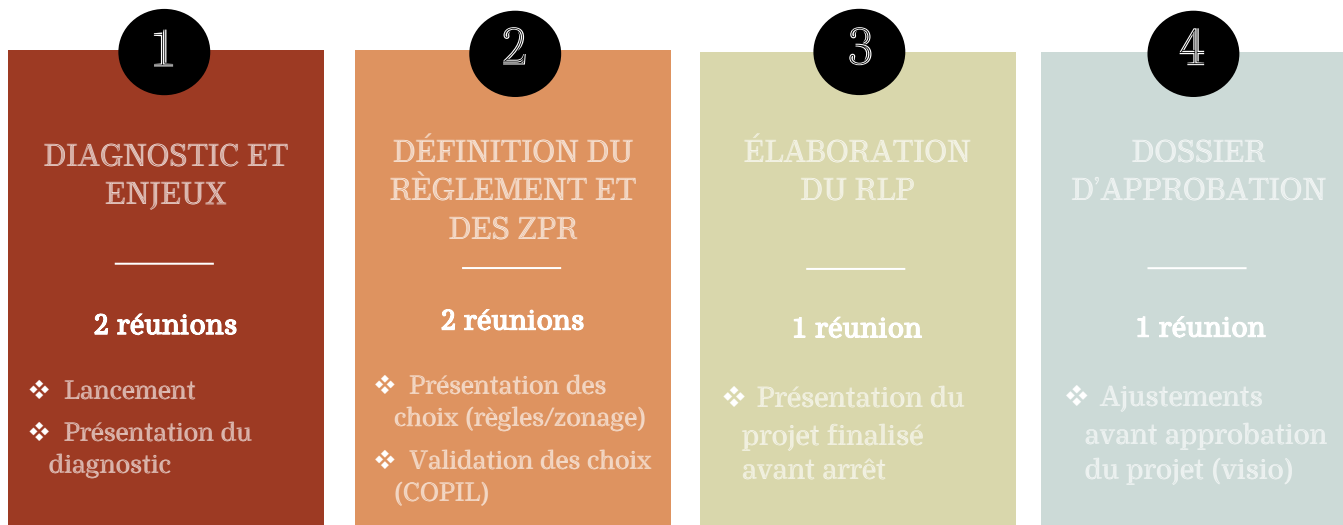 1
DIAGNOSTIC ET
ENJEUX
2 réunions
❖ Lancement
❖ Présentation du
diagnostic
2
DÉFINITION DU
RÈGLEMENT ET
DES ZPR
2 réunions
❖ Présentation des
choix (règles/zonage)
❖ Validation des choix
(COPIL)
3
ÉLABORATION
DU RLP
1 réunion
❖ Présentation du
projet finalisé
avant arrêt
4
DOSSIER
D’APPROBATION
1 réunion
❖ Ajustements
avant approbation
du projet (visio)